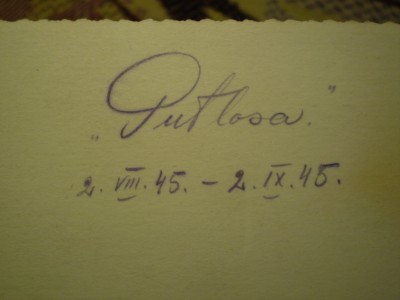 „Putlosa."
2. VIII. 45. – 2. IX. 45.